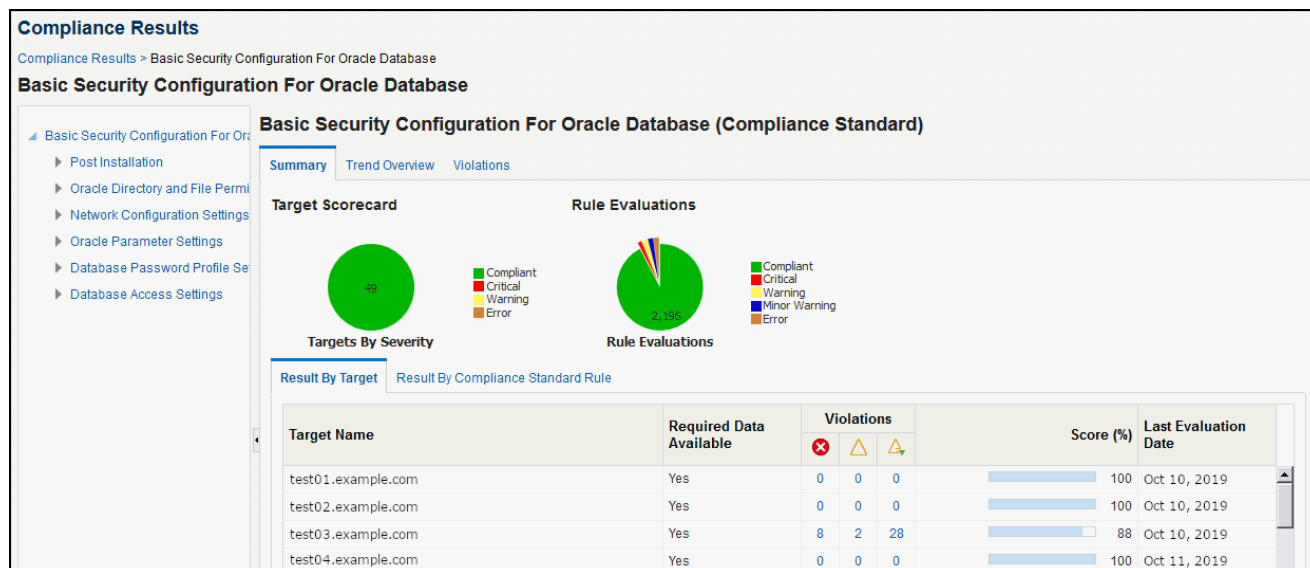 Compliance Results
Compliance Results > Basic Security Configuration For Oracle Database
Basic Security Configuration For Oracle Database
Basic Security Configuration For Ora
Post Installation
Oracle Directory and File Permi
Network Configuration Settings
Oracle Parameter Settings
Database Password Profile Se
Database Access Settings
Basic Security Configuration For Oracle Database (Compliance Standard)
Summary Trend Overview Violations
Target Scorecard
49
Compliant
Critical
Warning
Error
Targets By Severity
Rule Evaluations
2,196
Compliant
Critical
Warning
Minor Warning
Error
Rule Evaluations
Result By Target Result By Compliance Standard Rule
Target Name Required Data Available Violations Score (%) Last Evaluation Date
test01.example.com Yes 0 0 0 100 Oct 10, 2019
test02.example.com Yes 0 0 0 100 Oct 10, 2019
test03.example.com Yes 8 2 28 88 Oct 10, 2019
test04.example.com Yes 0 0 0 100 Oct 11, 2019